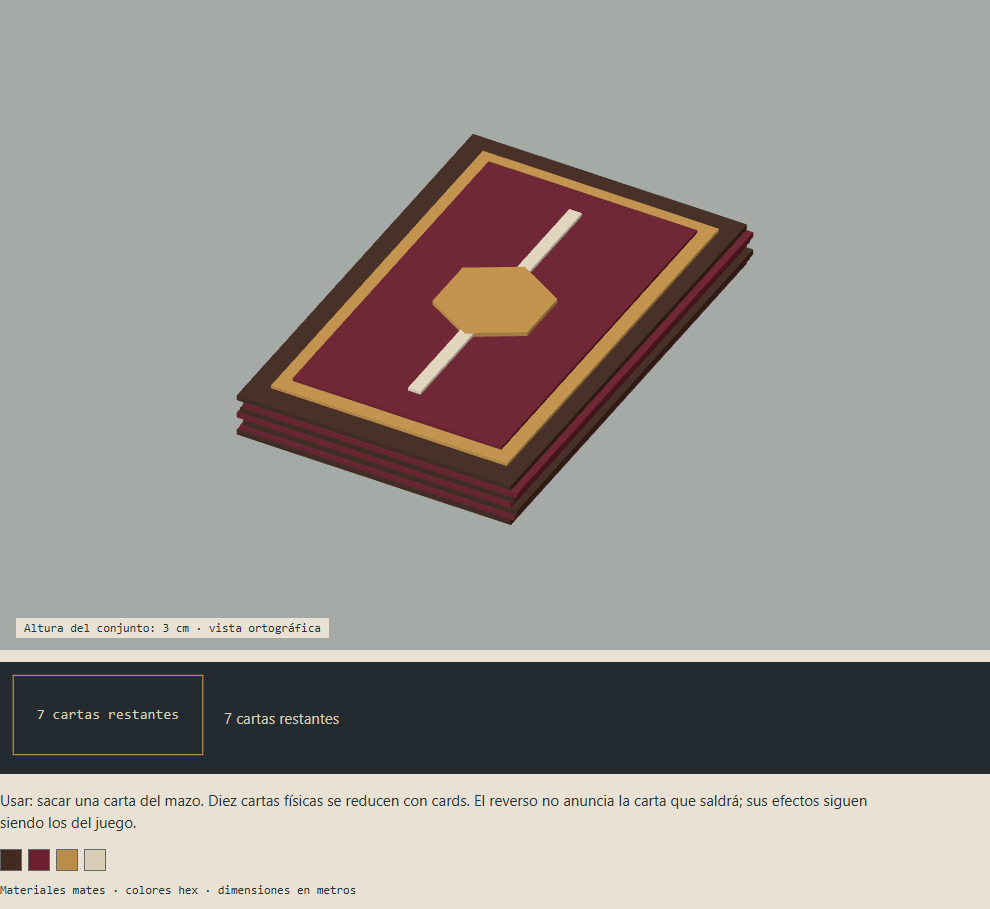 Altura del conjunto: 3 cm · vista ortográfica
7 cartas restantes
7 cartas restantes
Usar: sacar una carta del mazo. Diez cartas físicas se reducen con cards. El reverso no anuncia la carta que saldrá; sus efectos siguen
siendo los del juego.
Materiales mates · colores hex · dimensiones en metros